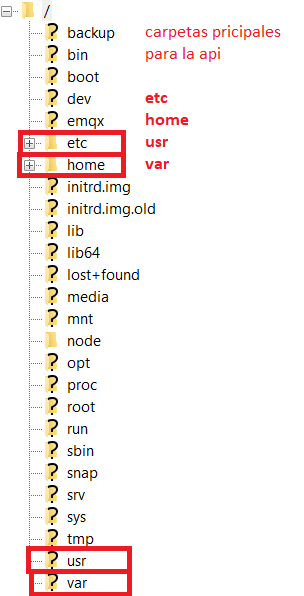 /
backup carpetas pricipales
bin para la api
boot
dev etc
emqx home
etc usr
home var
initrd.img
initrd.img.old
lib
lib64
lost+found
media
mnt
node
opt
proc
root
run
sbin
snap
srv
sys
tmp
usr
var